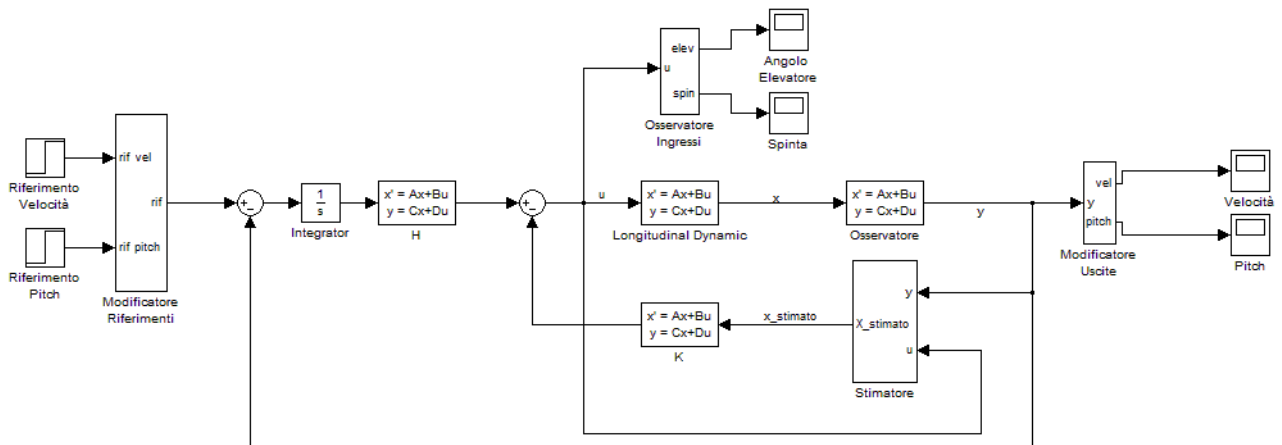 elev
u
spin
Osservatore
Ingressi
Angolo
Elevatore
Spinta
Riferimento
Velocità
Riferimento
Pitch
rif vel
rif
rif pitch
Modificatore
Riferimenti
+
-
1
s
Integrator
x' = Ax+Bu
y = Cx+Du
H
+
-
u
x' = Ax+Bu
y = Cx+Du
Longitudinal Dynamic
x
x' = Ax+Bu
y = Cx+Du
Osservatore
y
vel
y
pitch
Modificatore
Uscite
Velocità
Pitch
x' = Ax+Bu
y = Cx+Du
K
x_stimato
y
X_stimato
u
Stimatore